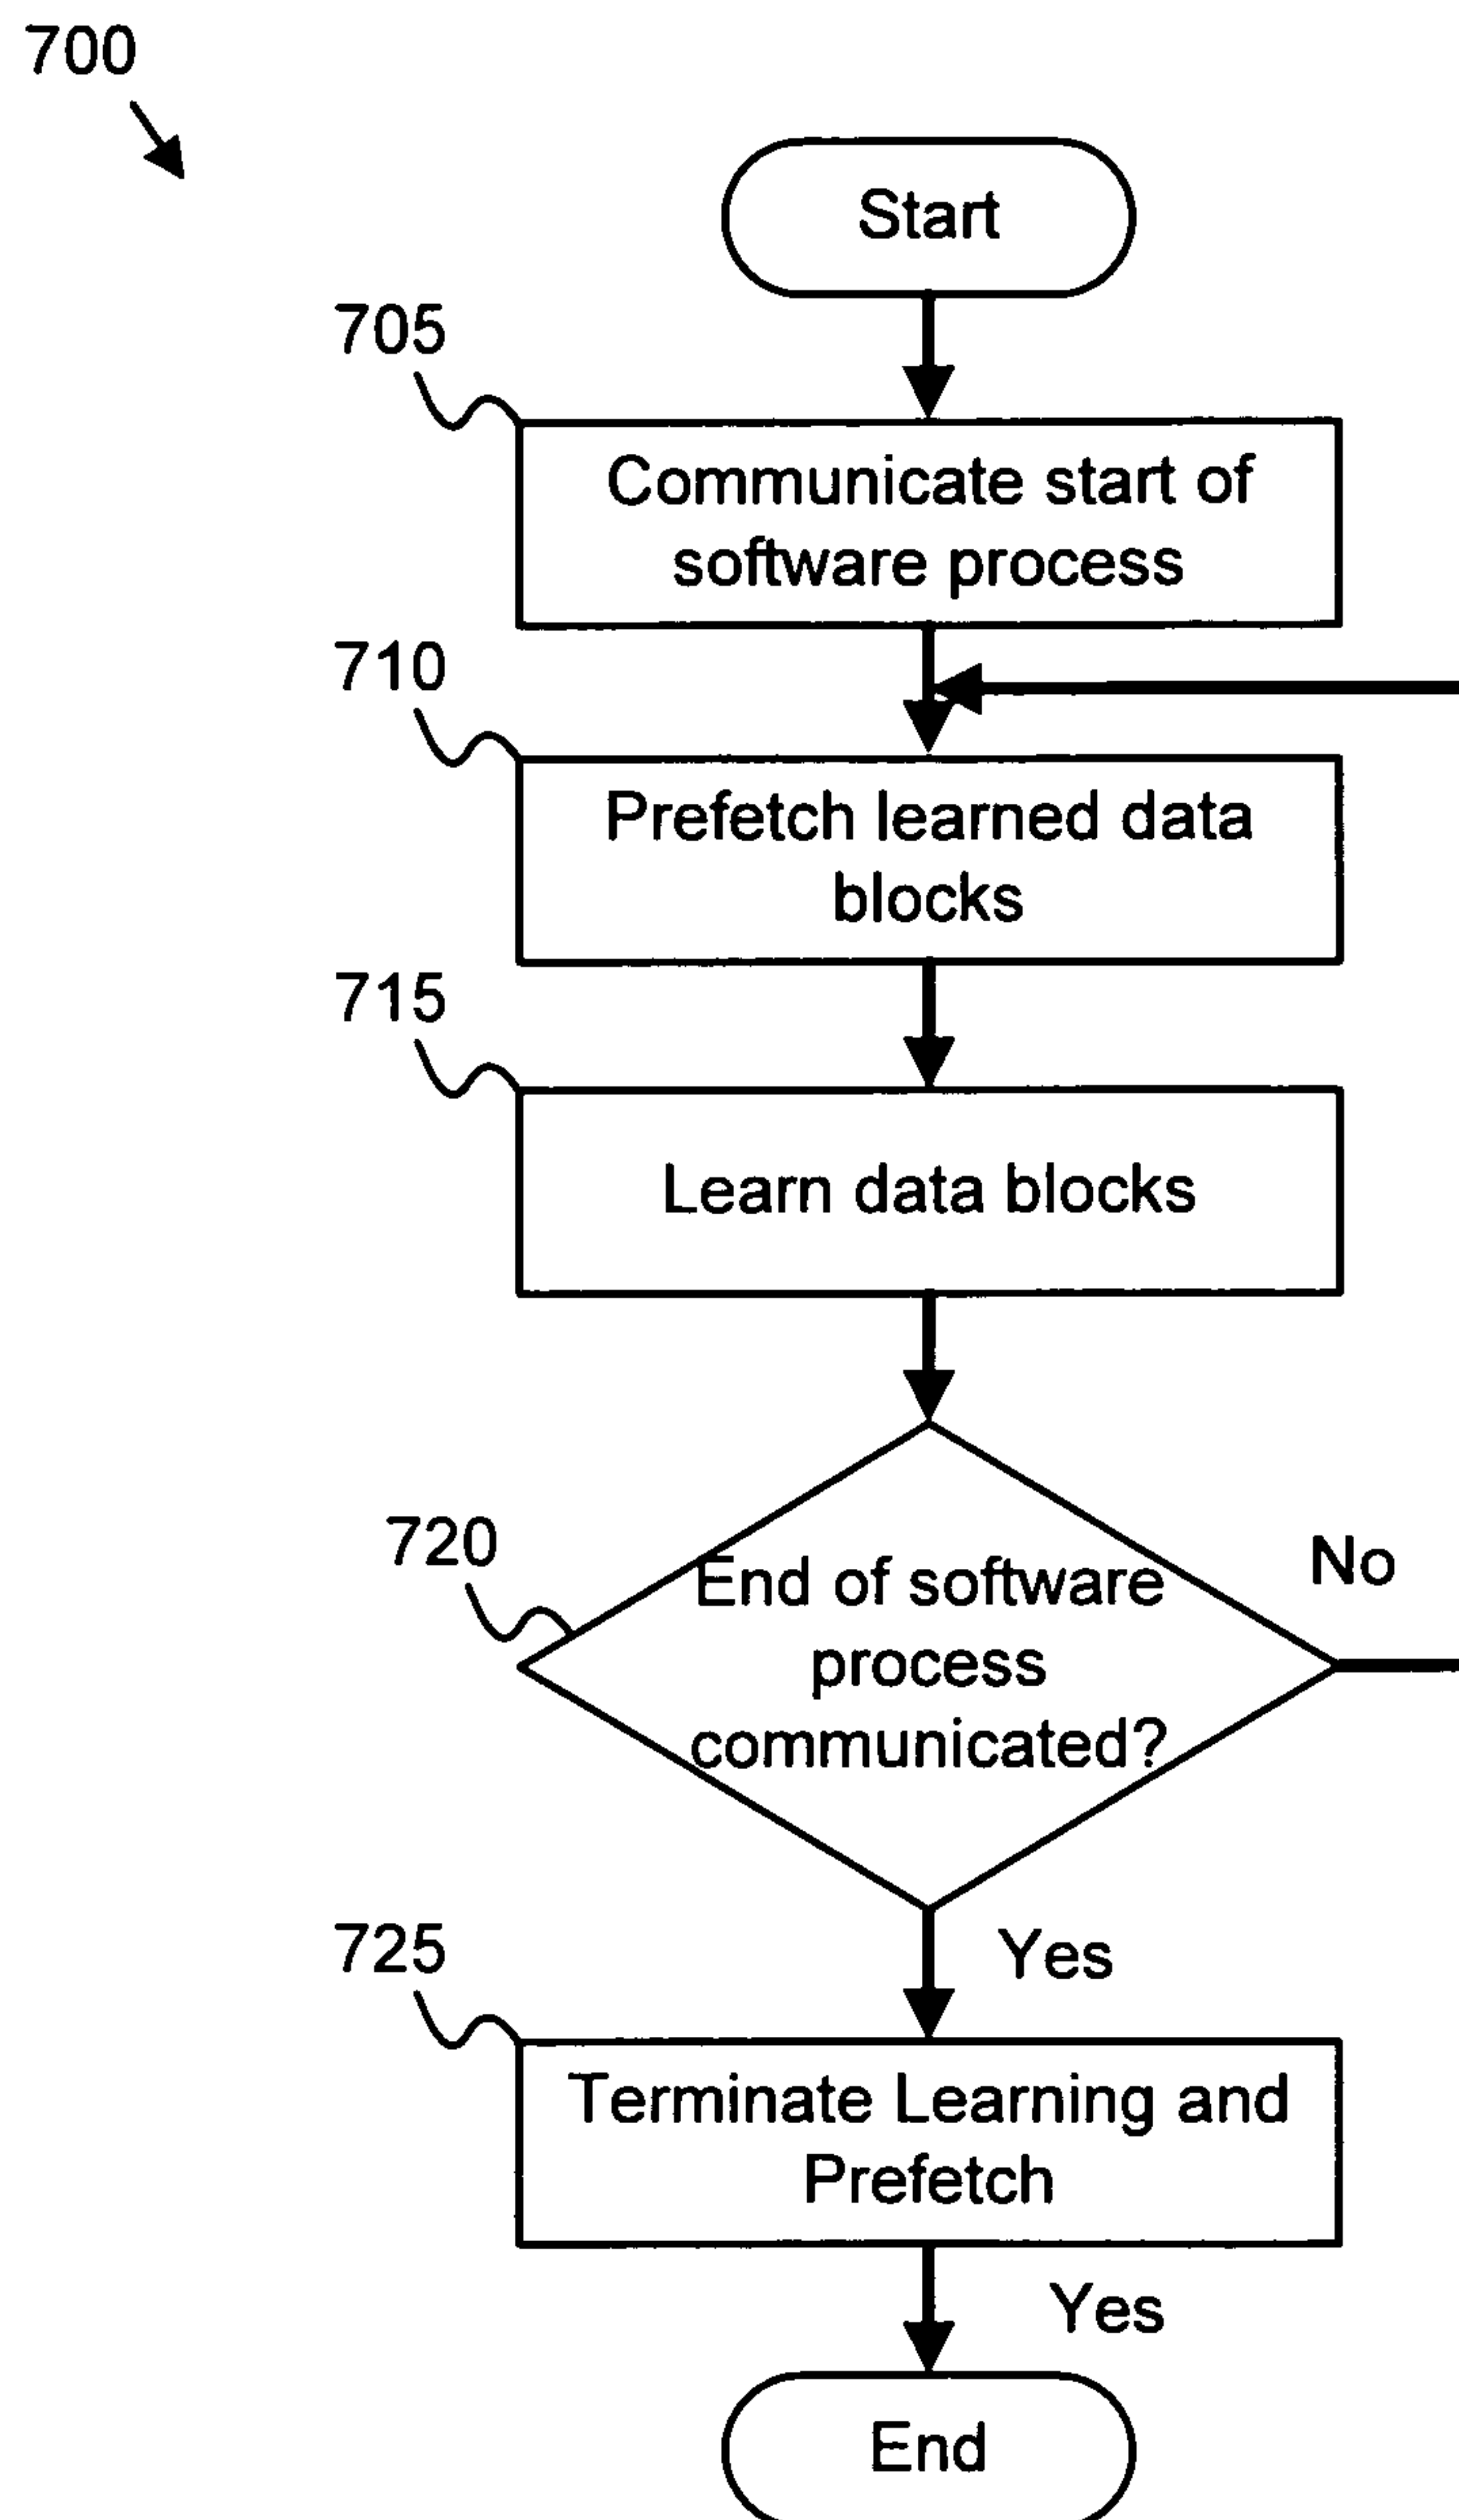 700
Start
705
Communicate start of
software process
710
Prefetch learned data
blocks
715
Learn data blocks
720
End of software
process
communicated?
No
Yes
725
Terminate Learning and
Prefetch
Yes
End